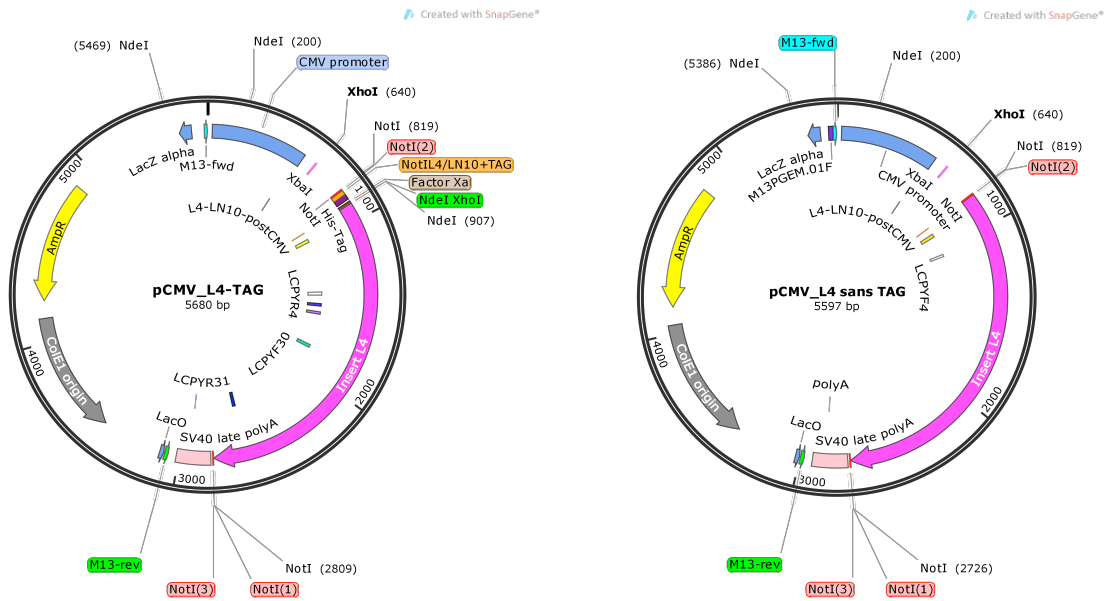 Created with SnapGene®
(5469) NdeI
NdeI (200)
CMV promoter
XhoI (640)
NotI (819)
NotI(2)
NotIL4/LN10+TAG
Factor Xa
NdeI XhoI
NdeI (907)
LacZ alpha
M13-fwd
XbaI
NotI
His-Tag
L4-LN10-postCMV
5000
1100
AmpR
pCMV_L4-TAG
5680 bp
LCPYR4
LCPYF30
LCPYR31
Insert L4
4000
2000
ColE1 origin
LacO
SV40 late polyA
3000
M13-rev
NotI (2809)
NotI(3)
NotI(1)
Created with SnapGene®
M13-fwd
(5386) NdeI
NdeI (200)
XhoI (640)
NotI (819)
NotI(2)
LacZ alpha
M13PGEM.01F
CMV promoter
XbaI
NotI
L4-LN10-postCMV
5000
1000
AmpR
pCMV_L4 sans TAG
5597 bp
LCPYF4
Insert L4
4000
2000
ColE1 origin
polyA
LacO
SV40 late polyA
3000
M13-rev
NotI (2726)
NotI(3)
NotI(1)